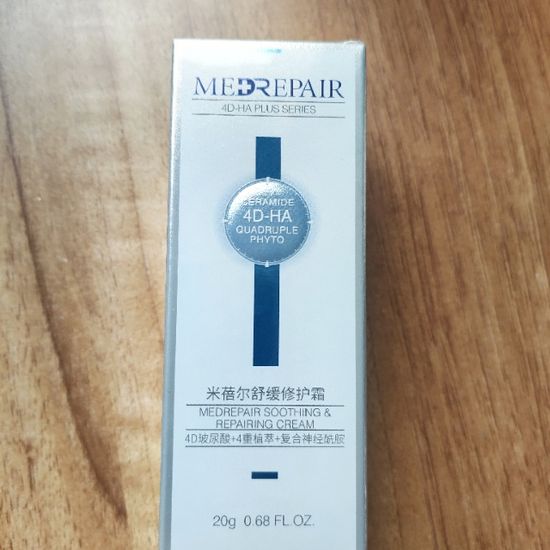 MEDREPAIR
4D-HA PLUS SERIES
CERAMIDE
4D-HA
QUADRUPLE
PHYTO
米蓓尔舒缓修护霜
MEDREPAIR SOOTHING &
REPAIRING CREAM
4D玻尿酸+4重植萃+复合神经酰胺
20g 0.68 FL.OZ.